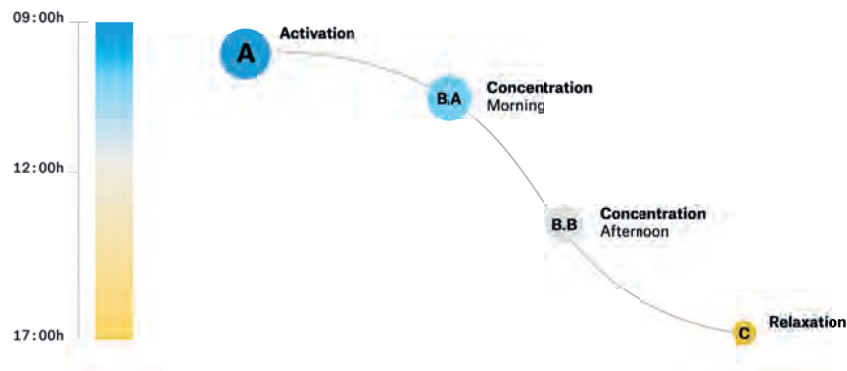 09:00h
A
Activation
B.A
Concentration
Morning
12:00h
B.B
Concentration
Afternoon
17:00h
C
Relaxation